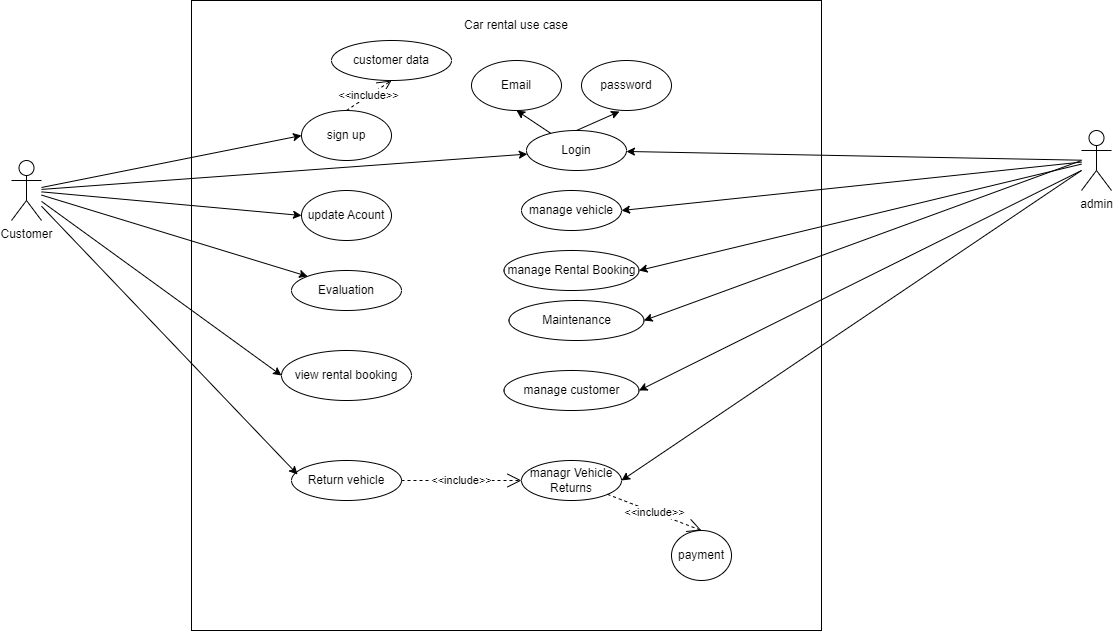 Car rental use case
customer data
Email
password
<<include>>
sign up
Login
Customer
admin
update Acount
manage vehicle
Evaluation
manage Rental Booking
Maintenance
view rental booking
manage customer
Return vehicle
<<include>>
managr Vehicle
Returns
<<include>>
payment